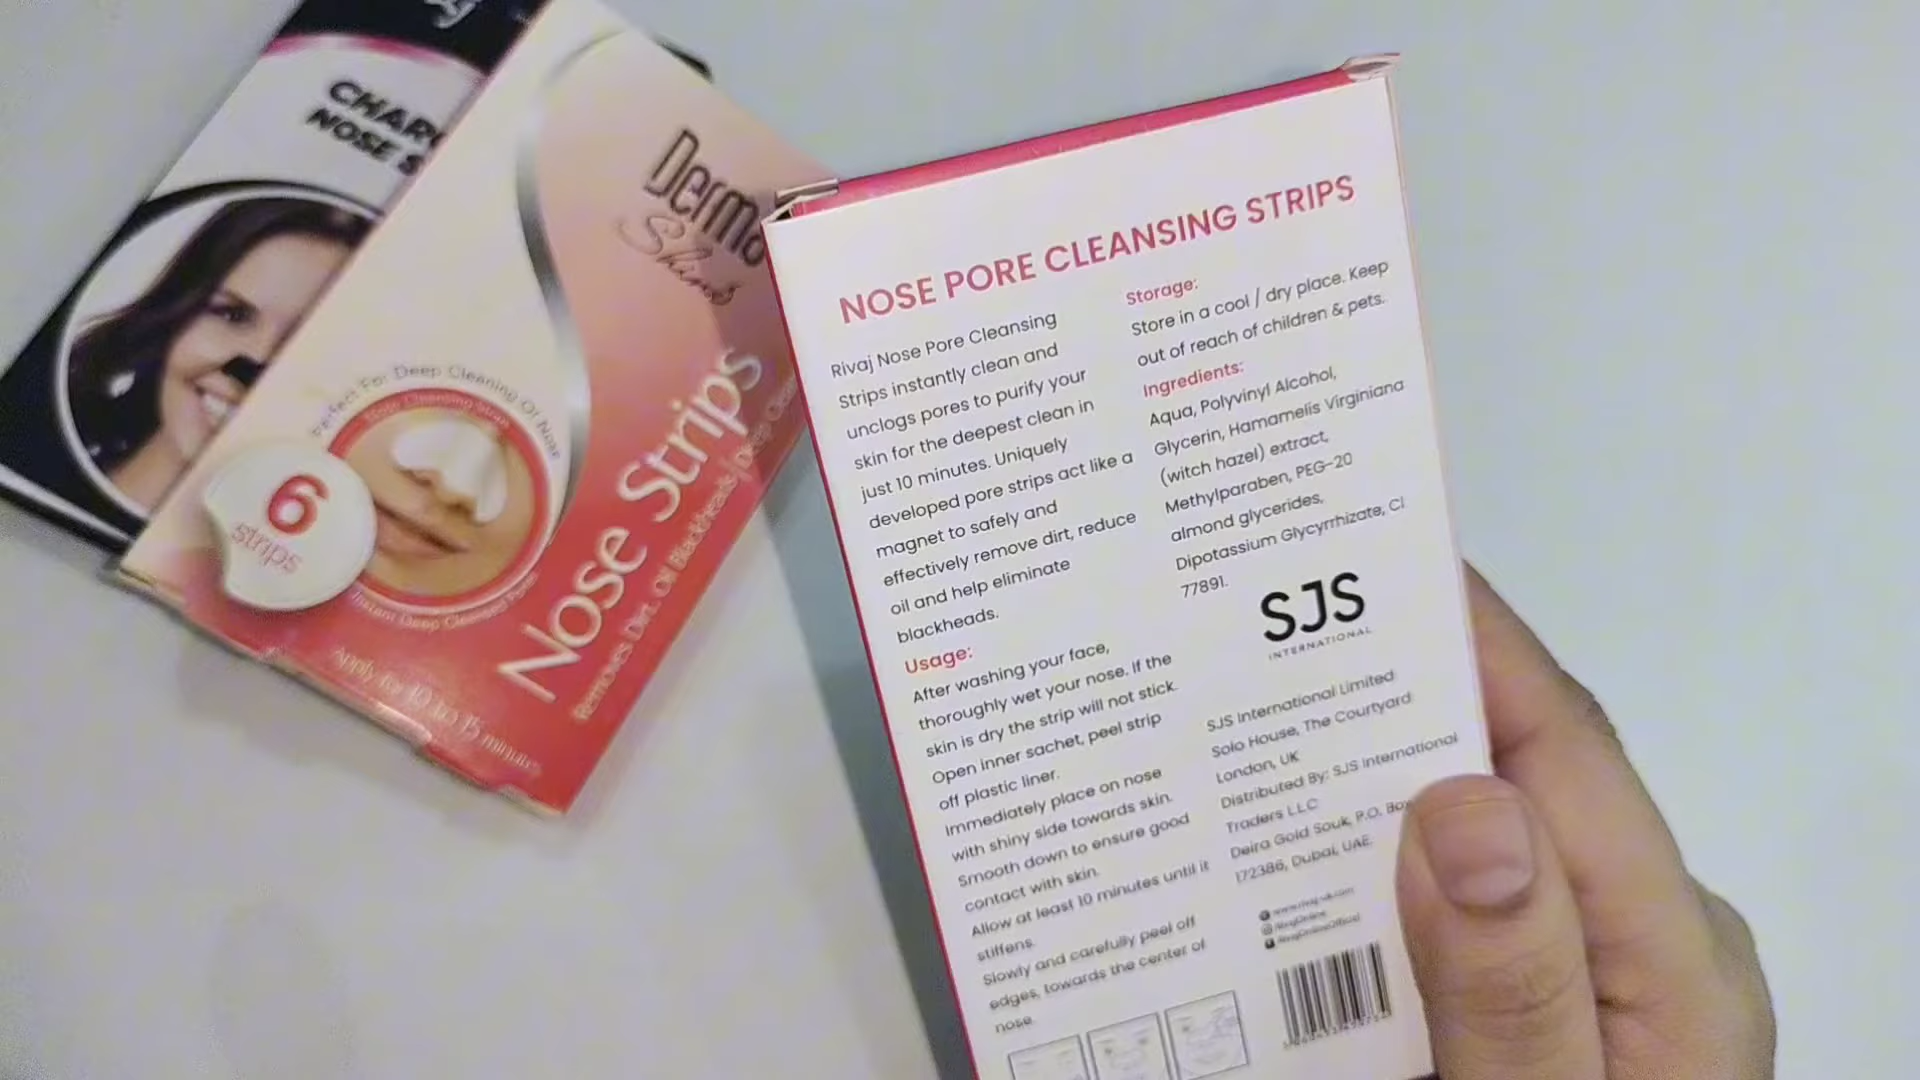 CHAR
NOSE S
Derma
Shine
Perfect For Deep Cleaning Of Nose
6
strips
Instant Deep Cleansed Pores
Nose Strips
Removes Dirt, Oil Blackheads
Apply for 10 to 15 minutes
NOSE PORE CLEANSING STRIPS
Rivaj Nose Pore Cleansing
Strips instantly clean and
unclogs pores to purify your
skin for the deepest clean in
just 10 minutes. Uniquely
developed pore strips act like a
magnet to safely and
effectively remove dirt, reduce
oil and help eliminate
blackheads.
Usage:
After washing your face,
thoroughly wet your nose. If the
skin is dry the strip will not stick.
Open inner sachet, peel strip
off plastic liner.
Immediately place on nose
with shiny side towards skin.
Smooth down to ensure good
contact with skin.
Allow at least 10 minutes until it
stiffens.
Slowly and carefully peel off
edges, towards the center of
nose.
Storage:
Store in a cool / dry place. Keep
out of reach of children & pets.
Ingredients:
Aqua, Polyvinyl Alcohol,
Glycerin, Hamamelis Virginiana
(witch hazel) extract,
Methylparaben, PEG-20
almond glycerides,
Dipotassium Glycyrrhizate, CI
77891.
SJS
INTERNATIONAL
SJS International Limited
Solo House, The Courtyard
London, UK
Distributed By: SJS International
Traders L.L.C
Deira Gold Souk, P.O. Box
172386, Dubai, UAE.
www.rivaj-uk.com